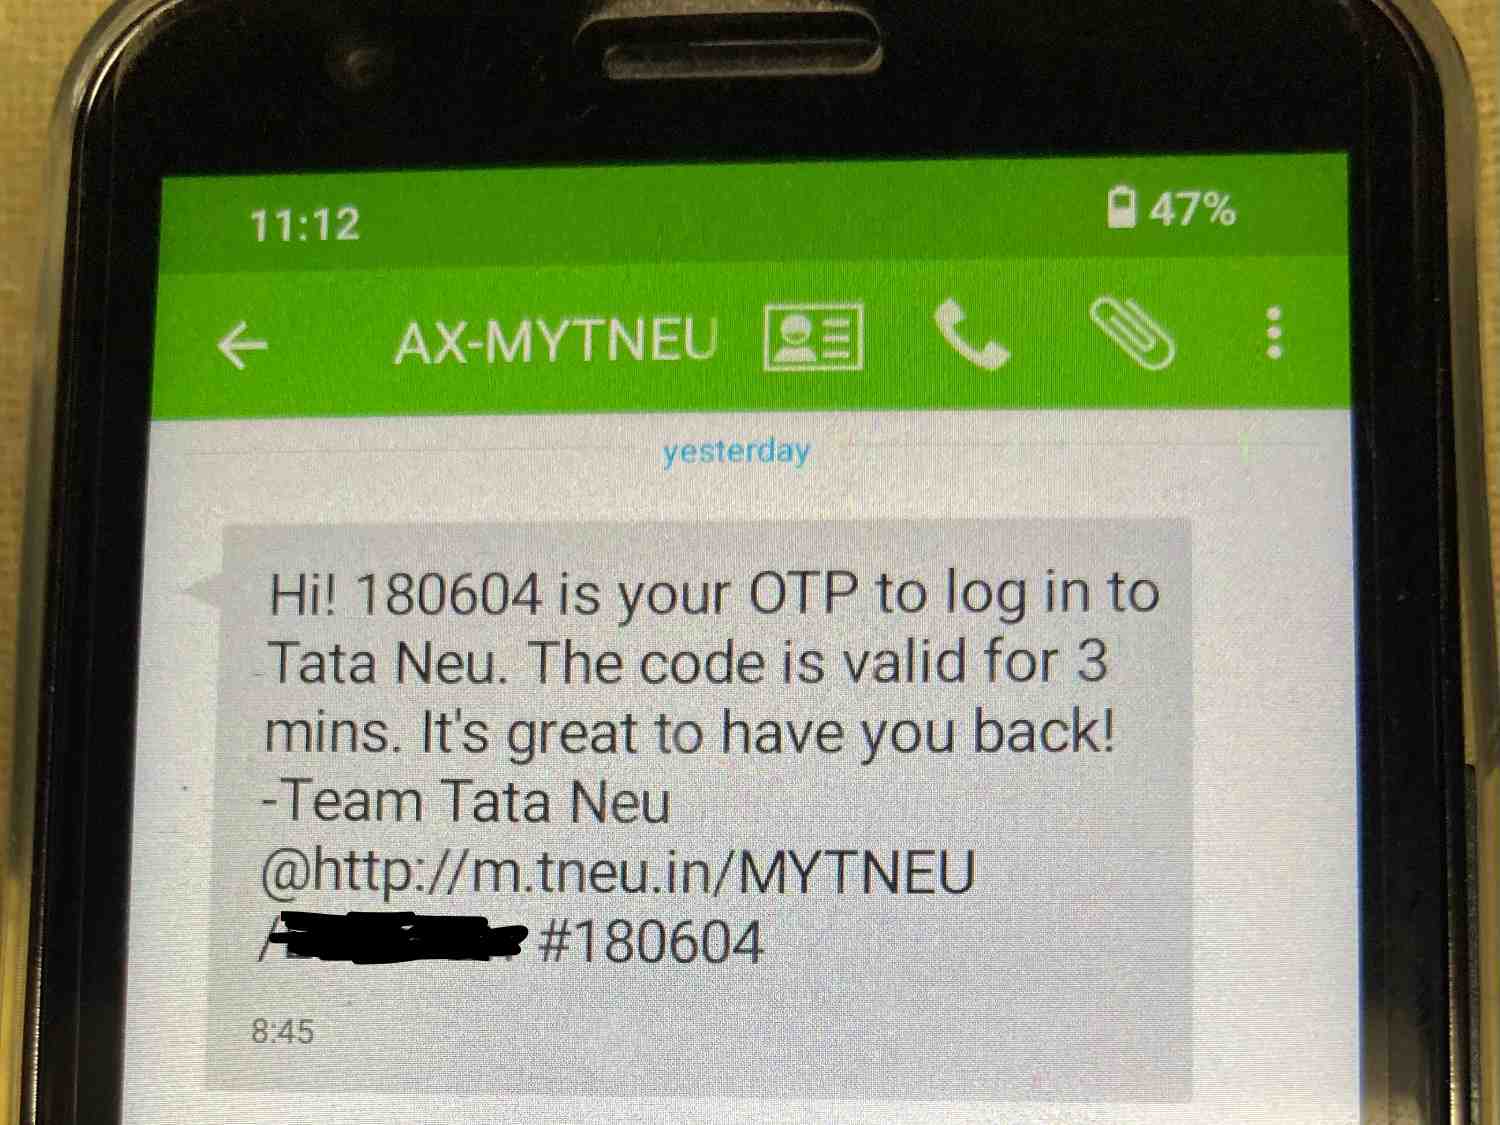 11:12
47%
AX-MYTNEU
yesterday
Hi! 180604 is your OTP to log in to
Tata Neu. The code is valid for 3
mins. It's great to have you back!
-Team Tata Neu
@http://m.tneu.in/MYTNEU
/ #180604
8:45